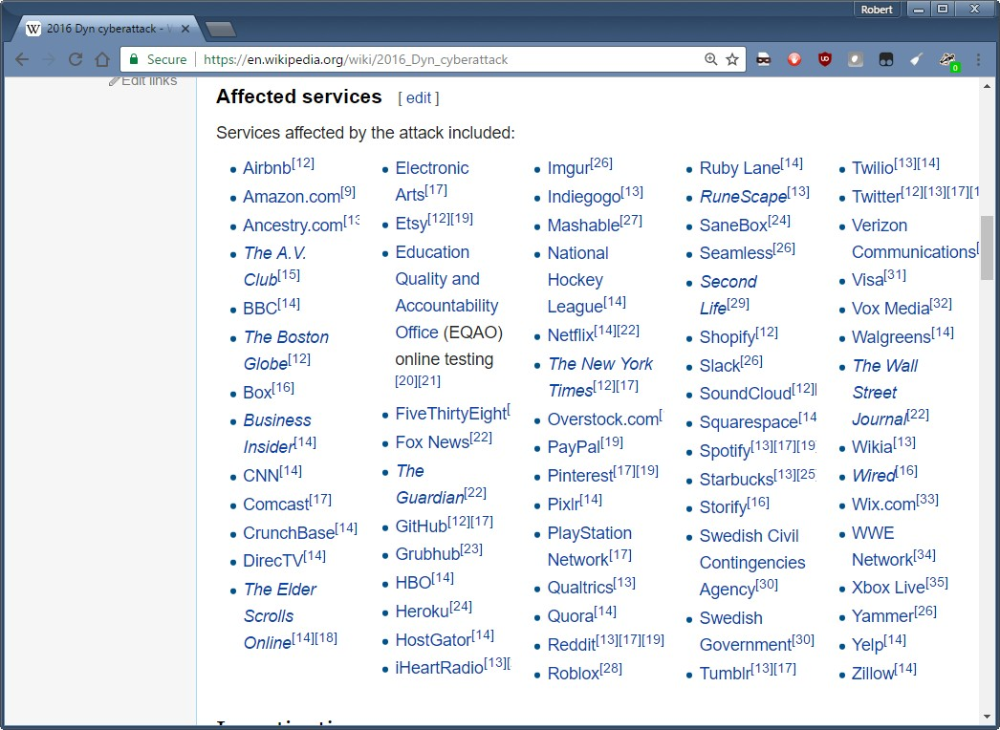 Robert
2016 Dyn cyberattack - W
Secure
https://en.wikipedia.org/wiki/2016_Dyn_cyberattack
UD
0
Edit links
Affected services [ edit ]
Services affected by the attack included:
Airbnb[12]
Amazon.com[9]
Ancestry.com[13
The A.V.
Club[15]
BBC[14]
The Boston
Globe[12]
Box[16]
Business
Insider[14]
CNN[14]
Comcast[17]
CrunchBase[14]
DirecTV[14]
The Elder
Scrolls
Online[14][18]
Electronic
Arts[17]
Etsy[12][19]
Education
Quality and
Accountability
Office (EQAO)
online testing
[20][21]
FiveThirtyEight[
Fox News[22]
The
Guardian[22]
GitHub[12][17]
Grubhub[23]
HBO[14]
Heroku[24]
HostGator[14]
iHeartRadio[13][
Imgur[26]
Indiegogo[13]
Mashable[27]
National
Hockey
League[14]
Netflix[14][22]
The New York
Times[12][17]
Overstock.com[
PayPal[19]
Pinterest[17][19]
Pixlr[14]
PlayStation
Network[17]
Qualtrics[13]
Quora[14]
Reddit[13][17][19]
Roblox[28]
Ruby Lane[14]
RuneScape[13]
SaneBox[24]
Seamless[26]
Second
Life[29]
Shopify[12]
Slack[26]
SoundCloud[12]
Squarespace[14
Spotify[13][17][19
Starbucks[13][25
Storify[16]
Swedish Civil
Contingencies
Agency[30]
Swedish
Government[30]
Tumblr[13][17]
Twilio[13][14]
Twitter[12][13][17][1
Verizon
Communications[
Visa[31]
Vox Media[32]
Walgreens[14]
The Wall
Street
Journal[22]
Wikia[13]
Wired[16]
Wix.com[33]
WWE
Network[34]
Xbox Live[35]
Yammer[26]
Yelp[14]
Zillow[14]